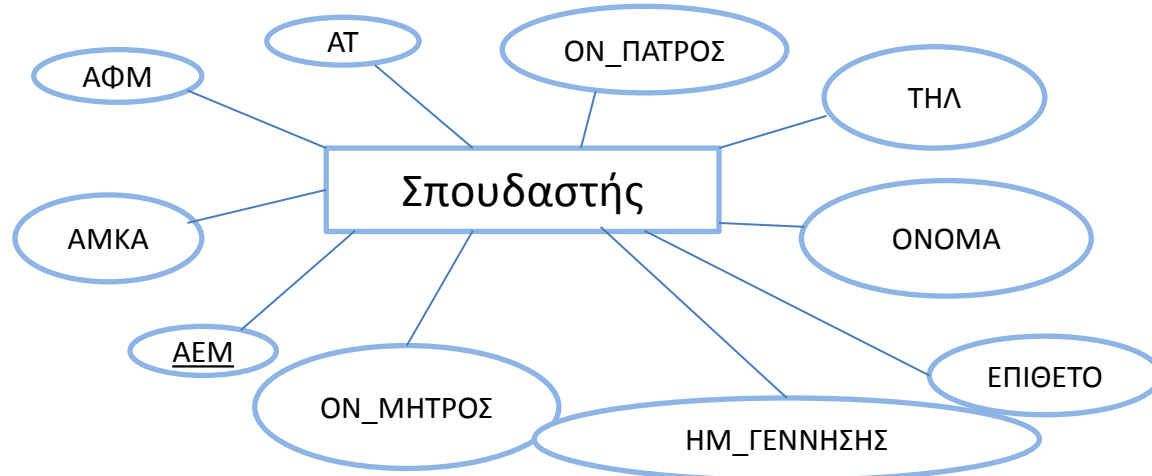 ΑΤ
ΟΝ_ΠΑΤΡΟΣ
ΑΦΜ
ΤΗΛ
Σπουδαστής
ΑΜΚΑ
ΟΝΟΜΑ
ΑΕΜ
ΕΠΙΘΕΤΟ
ΟΝ_ΜΗΤΡΟΣ
ΗΜ_ΓΕΝΝΗΣΗΣ